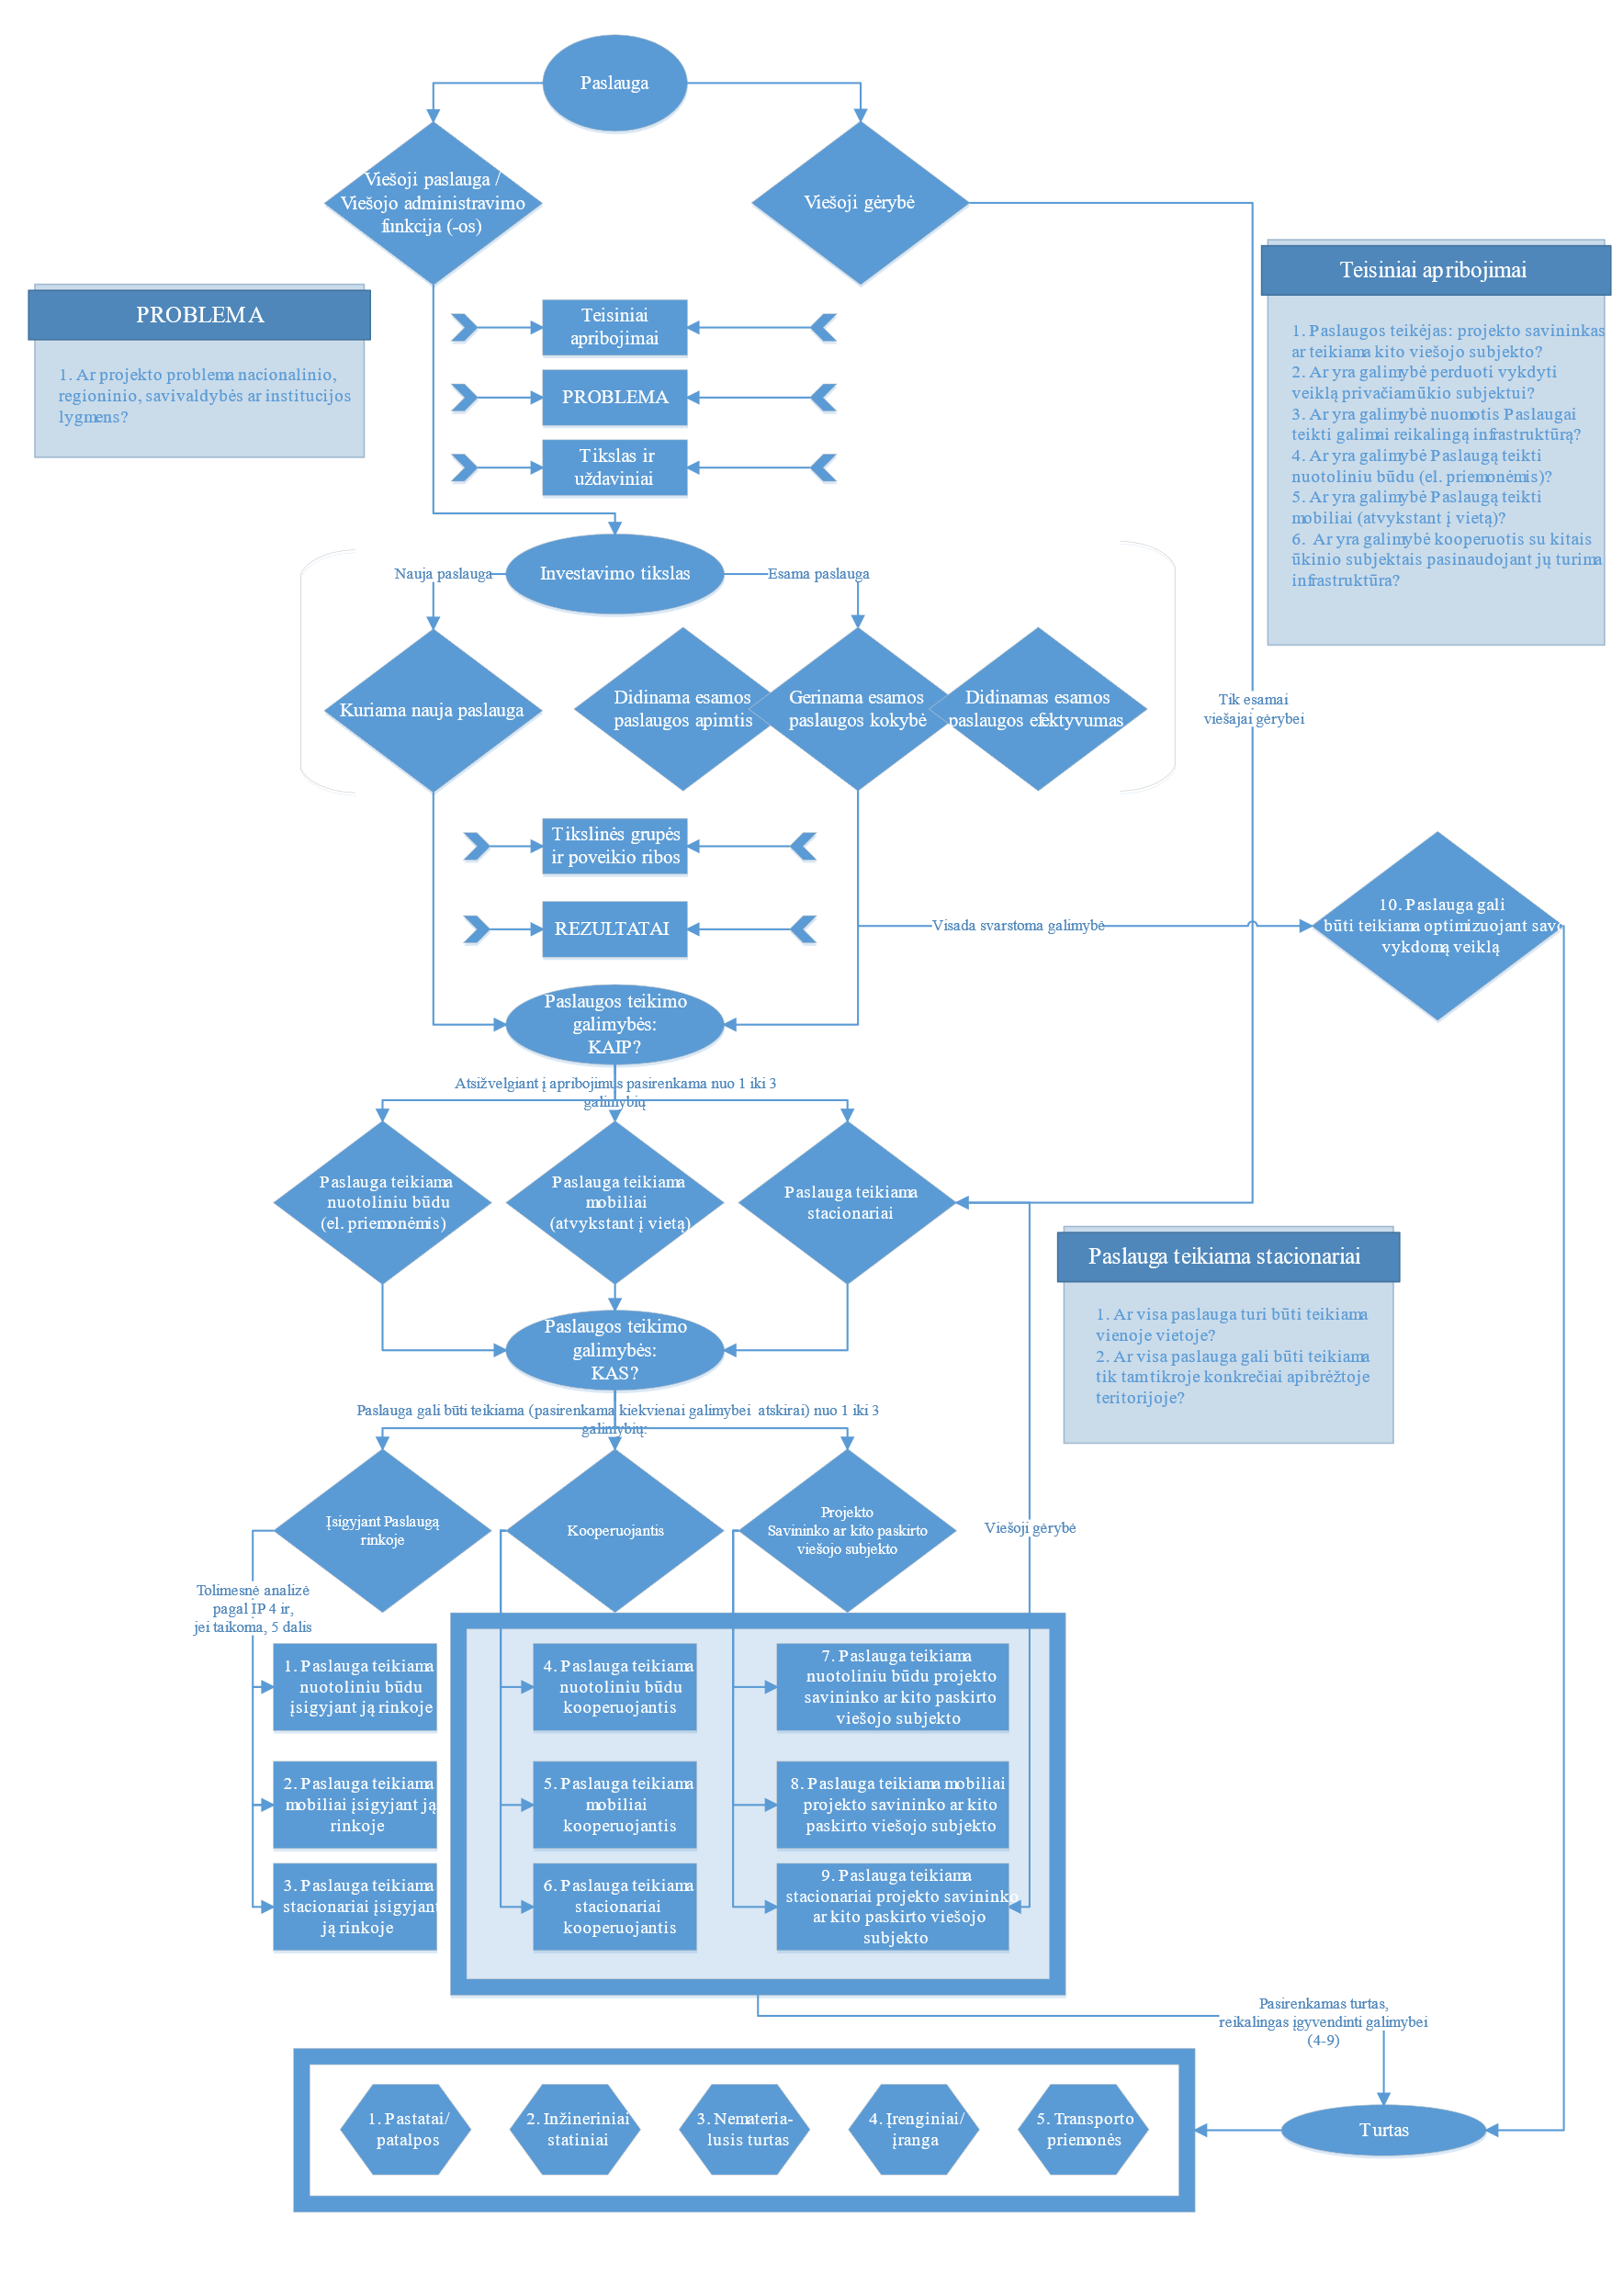 Paslauga
Viešoji paslauga /
Viešojo administravimo
funkcija (-os)
Viešoji gėrybė
PROBLEMA
1. Ar projekto problema nacionalinio,
regioninio, savivaldybės ar institucijos
lygmens?
Teisiniai apribojimai
1. Paslaugos teikėjas: projekto savininkas
ar teikiama kito viešojo subjekto?
2. Ar yra galimybė perduoti vykdyti
veiklą privačiam ūkio subjektui?
3. Ar yra galimybė nuomotis Paslaugai
teikti galimai reikalingą infrastruktūrą?
4. Ar yra galimybė Paslaugą teikti
nuotoliniu būdu (el. priemonėmis)?
5. Ar yra galimybė Paslaugą teikti
mobiliai (atvykstant į vietą)?
6. Ar yra galimybė kooperuotis su kitais
ūkinio subjektais pasinaudojant jų turima
infrastruktūra?
Teisiniai
apribojimai
PROBLEMA
Tikslas ir
uždaviniai
Nauja paslauga
Investavimo tikslas
Esama paslauga
Kuriama nauja paslauga
Didinama esamos
paslaugos apimtis
Gerinama esamos
paslaugos kokybė
Didinamas esamos
paslaugos efektyvumas
Tik esamai
viešajai gėrybei
Tikslinės grupės
ir poveikio ribos
REZULTATAI
Visada svarstoma galimybė
10. Paslauga gali
būti teikiama optimizuojant savo
vykdomą veiklą
Paslaugos teikimo
galimybės:
KAIP?
Atsižvelgiant į apribojimus pasirenkama nuo 1 iki 3
galimybių
Paslauga teikiama
nuotoliniu būdu
(el. priemonėmis)
Paslauga teikiama
mobiliai
(atvykstant į vietą)
Paslauga teikiama
stacionariai
Paslauga teikiama stacionariai
1. Ar visa paslauga turi būti teikiama
vienoje vietoje?
2. Ar visa paslauga gali būti teikiama
tik tam tikroje konkrečiai apibrėžtoje
teritorijoje?
Paslaugos teikimo
galimybės:
KAS?
Paslauga gali būti teikiama (pasirenkama kiekvienai galimybei atskirai) nuo 1 iki 3
galimybių:
Įsigyjant Paslaugą
rinkoje
Kooperuojantis
Projekto
Savininko ar kito paskirto
viešojo subjekto
Viešoji gėrybė
Tolimesnė analizė
pagal IP 4 ir,
jei taikoma, 5 dalis
1. Paslauga teikiama
nuotoliniu būdu
įsigyjant ją rinkoje
4. Paslauga teikiama
nuotoliniu būdu
kooperuojantis
7. Paslauga teikiama
nuotoliniu būdu projekto
savininko ar kito paskirto
viešojo subjekto
2. Paslauga teikiama
mobiliai įsigyjant ją
rinkoje
5. Paslauga teikiama
mobiliai
kooperuojantis
8. Paslauga teikiama mobiliai
projekto savininko ar kito
paskirto viešojo subjekto
3. Paslauga teikiama
stacionariai įsigyjant
ją rinkoje
6. Paslauga teikiama
stacionariai
kooperuojantis
9. Paslauga teikiama
stacionariai projekto savininko
ar kito paskirto viešojo
subjekto
Pasirenkamas turtas,
reikalingas įgyvendinti galimybei
(4-9)
1. Pastatai/
patalpos
2. Inžineriniai
statiniai
3. Nemateria-
lusis turtas
4. Įrenginiai/
įranga
5. Transporto
priemonės
Turtas